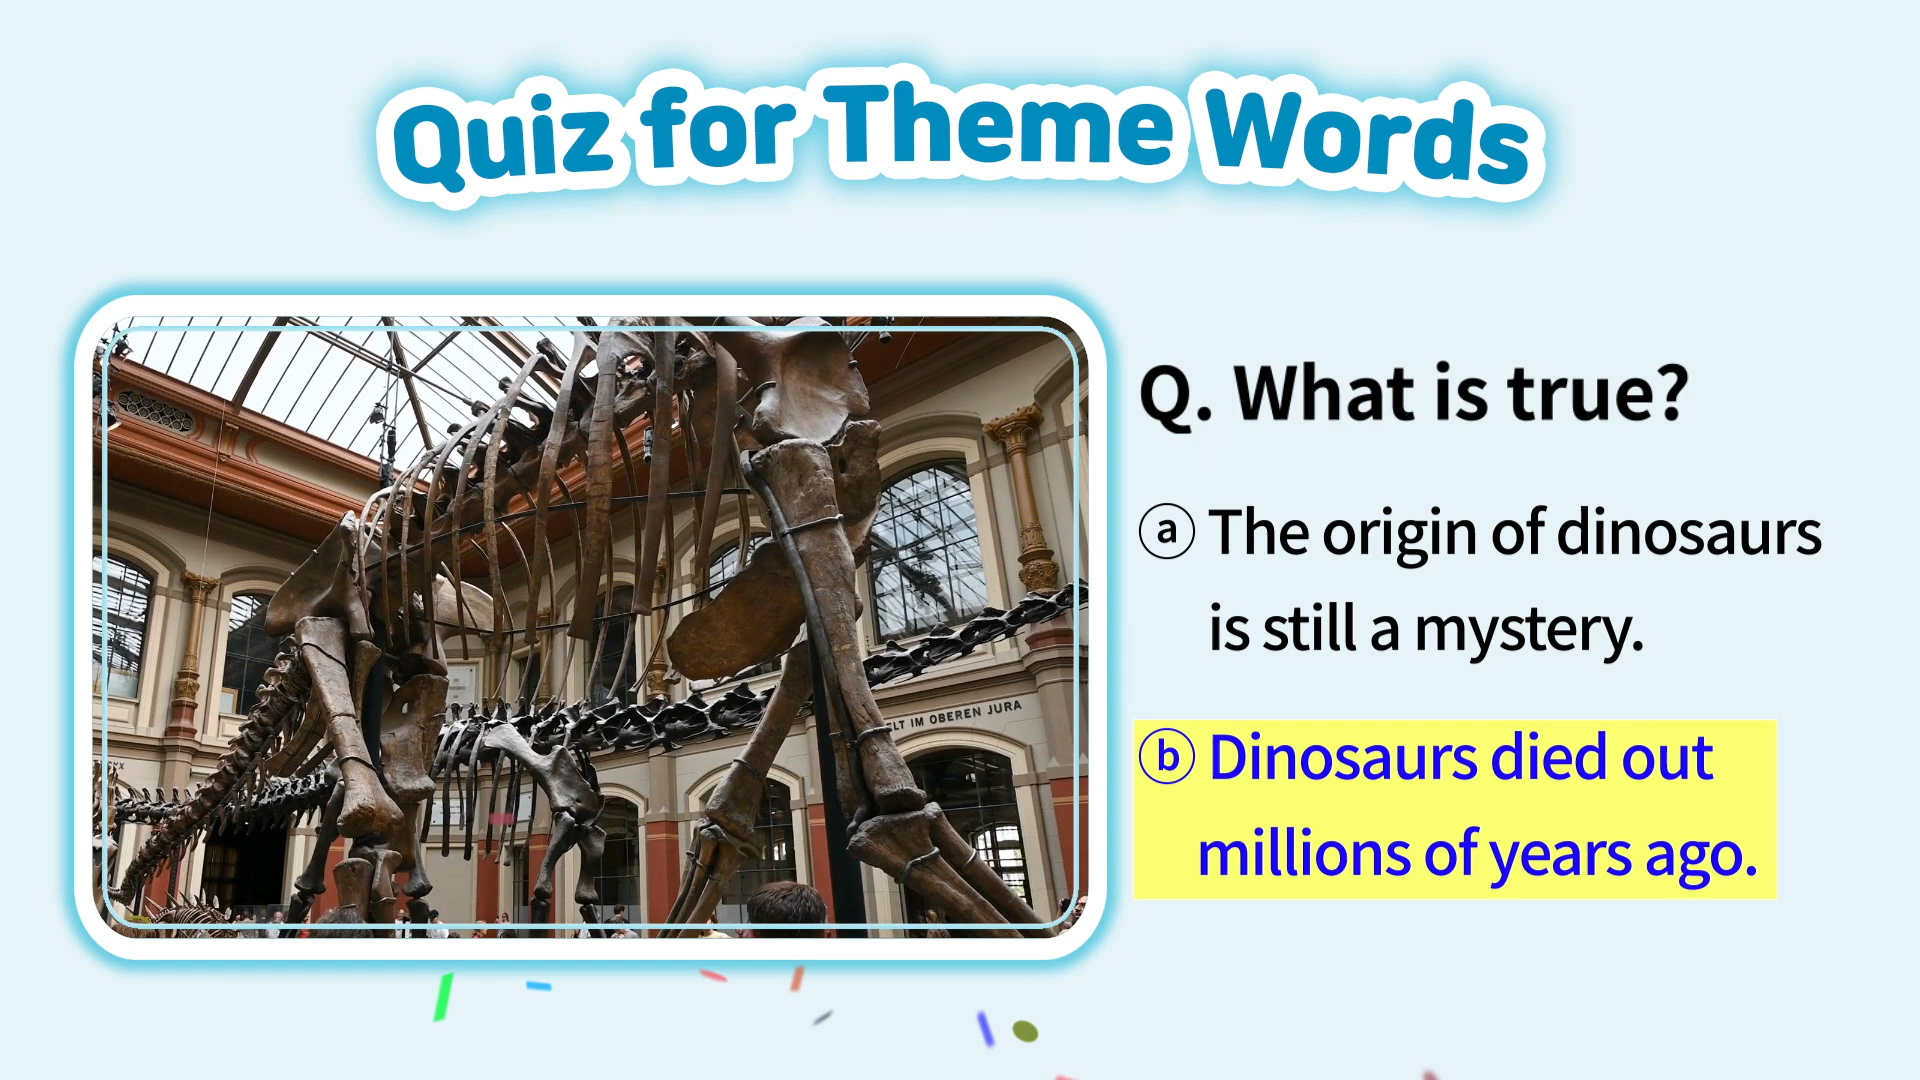 Quiz for Theme Words
Q. What is true?
ⓐ The origin of dinosaurs
is still a mystery.
ⓑ Dinosaurs died out
millions of years ago.
LT IM OBEREN JURA